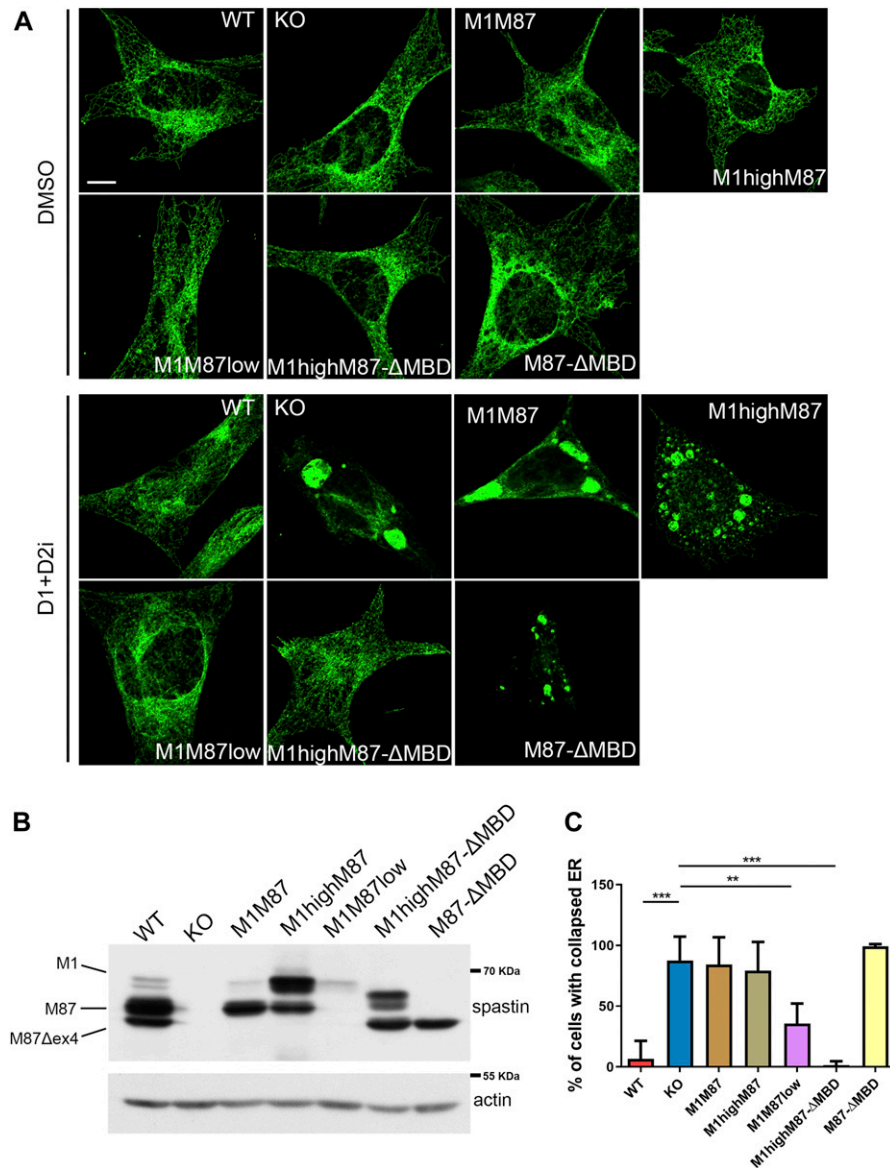 A
WT
KO
M1M87
M1highM87
DMSO
M1M87low
M1highM87-ΔMBD
M87-ΔMBD
WT
KO
M1M87
M1highM87
D1+D2i
M1M87low
M1highM87-ΔMBD
M87-ΔMBD
B
WT
KO
M1M87
M1highM87
M1M87low
M1highM87-ΔMBD
M87-ΔMBD
M1
M87
M87Δex4
70 KDa
spastin
55 KDa
actin
C
% of cells with collapsed ER
150
100
50
0
***
**
***
WT
KO
M1M87
M1highM87
M1M87low
M1highM87-ΔMBD
M87-ΔMBD